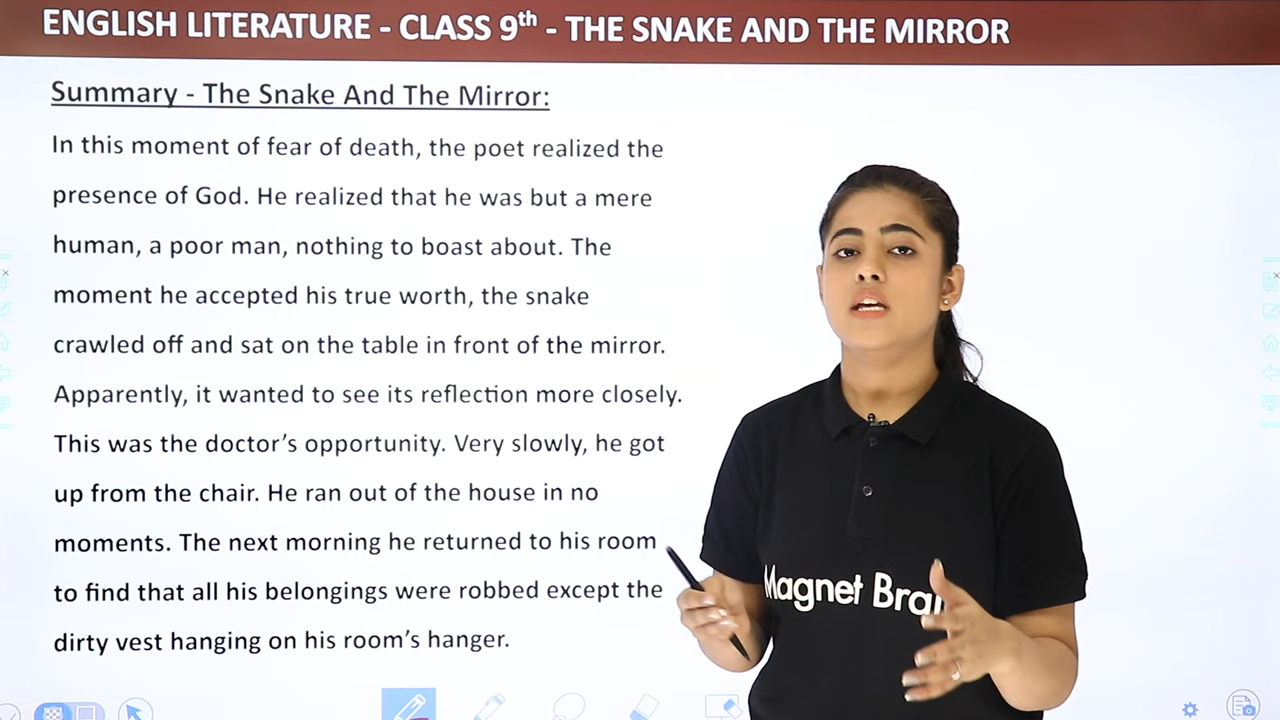 ENGLISH LITERATURE - CLASS 9th - THE SNAKE AND THE MIRROR
Summary - The Snake And The Mirror:
In this moment of fear of death, the poet realized the
presence of God. He realized that he was but a mere
human, a poor man, nothing to boast about. The
moment he accepted his true worth, the snake
crawled off and sat on the table in front of the mirror.
Apparently, it wanted to see its reflection more closely.
This was the doctor's opportunity. Very slowly, he got
up from the chair. He ran out of the house in no
moments. The next morning he returned to his room
to find that all his belongings were robbed except the
dirty vest hanging on his room's hanger.
Magnet Brai